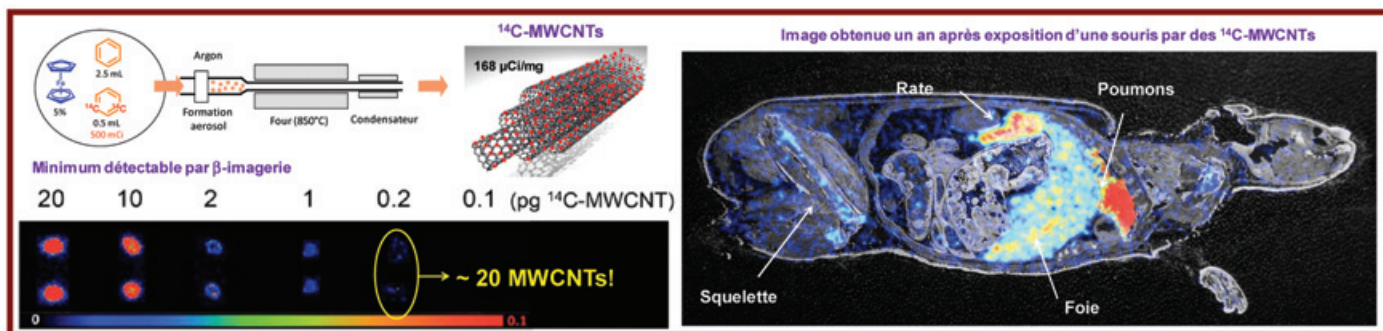 2.5 mL
Fe
5%
14C 14C
0.5 mL
500 mCi
Argon
Formation
aerosol
Four (850°C)
Condensateur
14C-MWCNTs
168 µCi/mg
Minimum détectable par β-imagerie
20 10 2 1 0.2 0.1 (pg 14C-MWCNT)
~ 20 MWCNTs!
0 0.1
Image obtenue un an après exposition d'une souris par des 14C-MWCNTs
Rate
Poumons
Squelette
Foie